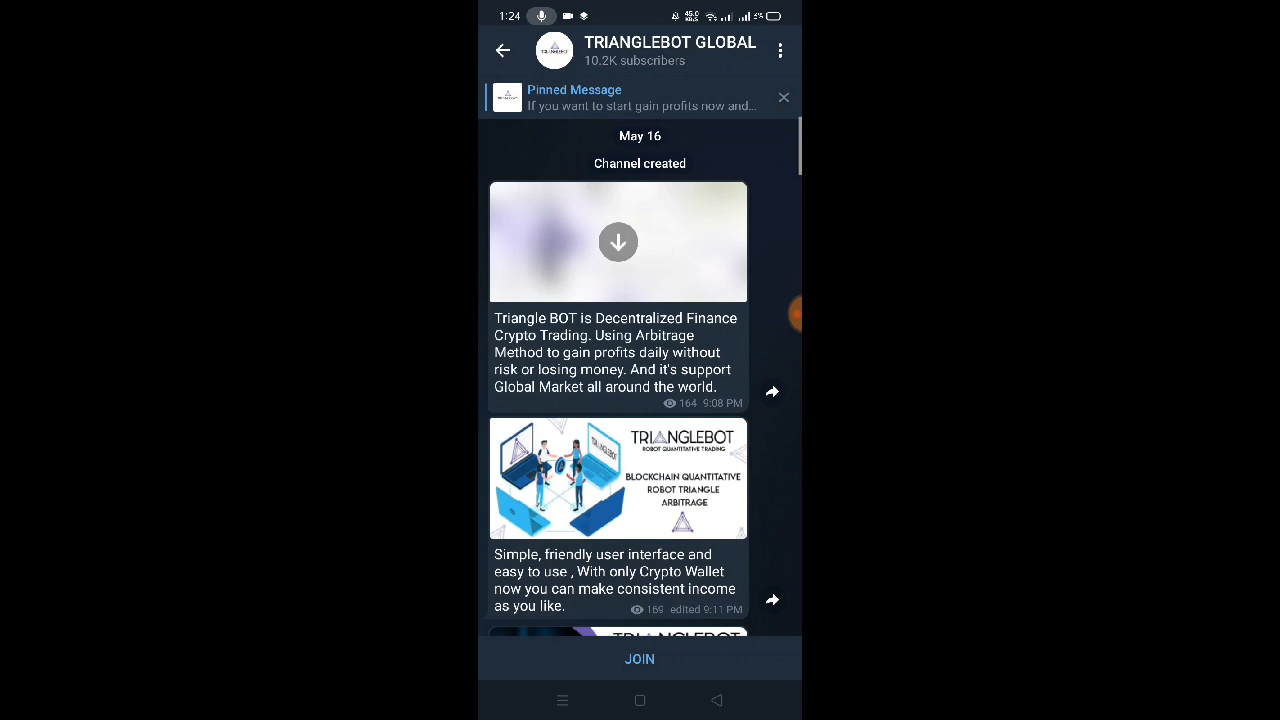 1:24
45.0
KB/S
TRIANGLEBOT GLOBAL
10.2K subscribers
Pinned Message
If you want to start gain profits now and...
May 16
Channel created
Triangle BOT is Decentralized Finance
Crypto Trading. Using Arbitrage
Method to gain profits daily without
risk or losing money. And it's support
Global Market all around the world.
164 9:08 PM
TRIANGLEBOT
ROBOT QUANTITATIVE TRADING
BLOCKCHAIN QUANTITATIVE
ROBOT TRIANGLE
ARBITRAGE
Simple, friendly user interface and
easy to use , With only Crypto Wallet
now you can make consistent income
as you like.
169 edited 9:11 PM
JOIN